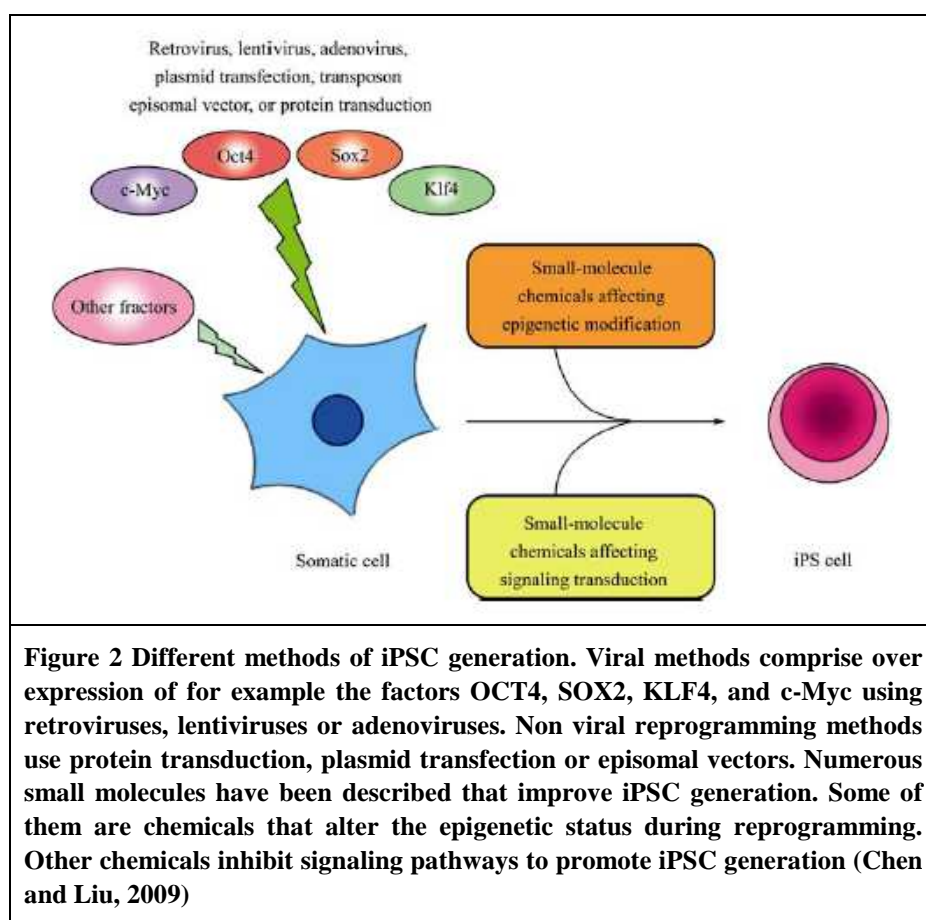 Retrovirus, lentivirus, adenovirus,
plasmid transfection, transposon
episomal vector, or protein transduction
Oct4
Sox2
c-Myc
Klf4
Other fractors
Small-molecule
chemicals affecting
epigenetic modification
Small-molecule
chemicals affecting
signaling transduction
Somatic cell
iPS cell
Figure 2 Different methods of iPSC generation. Viral methods comprise over
expression of for example the factors OCT4, SOX2, KLF4, and c-Myc using
retroviruses, lentiviruses or adenoviruses. Non viral reprogramming methods
use protein transduction, plasmid transfection or episomal vectors. Numerous
small molecules have been described that improve iPSC generation. Some of
them are chemicals that alter the epigenetic status during reprogramming.
Other chemicals inhibit signaling pathways to promote iPSC generation (Chen
and Liu, 2009)